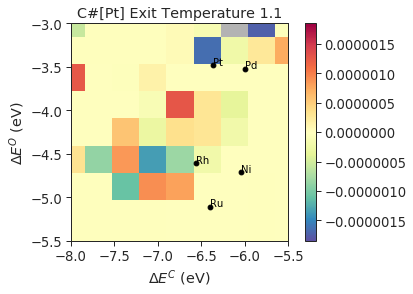 C#[Pt] Exit Temperature 1.1
−3.0
−3.5
−4.0
−4.5
−5.0
−5.5
ΔE^O (eV)
Pt
Pd
Rh
Ni
Ru
−8.0 −7.5 −7.0 −6.5 −6.0 −5.5
ΔE^C (eV)
0.0000015
0.0000010
0.0000005
0.0000000
−0.0000005
−0.0000010
−0.0000015